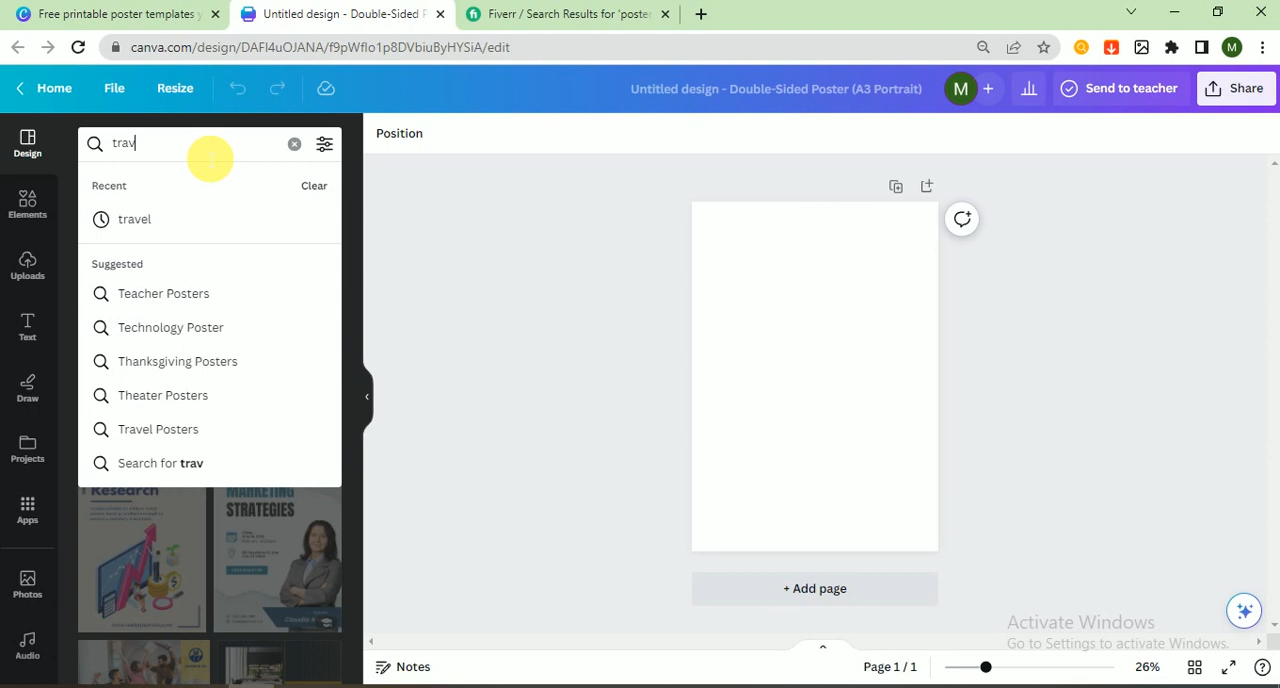 Free printable poster templates y
Untitled design - Double-Sided P
Fiverr / Search Results for 'poster
canva.com/design/DAFI4uOJANA/f9pWflo1p8DVbiuByHYSiA/edit
M
Home
File
Resize
Untitled design - Double-Sided Poster (A3 Portrait)
M
Send to teacher
Share
Design
Elements
Uploads
Text
Draw
Projects
Apps
Photos
Audio
trav
Recent
Clear
travel
Suggested
Teacher Posters
Technology Poster
Thanksgiving Posters
Theater Posters
Travel Posters
Search for trav
Research
MARKETING
STRATEGIES
Position
+ Add page
Activate Windows
Go to Settings to activate Windows.
Notes
Page 1 / 1
26%